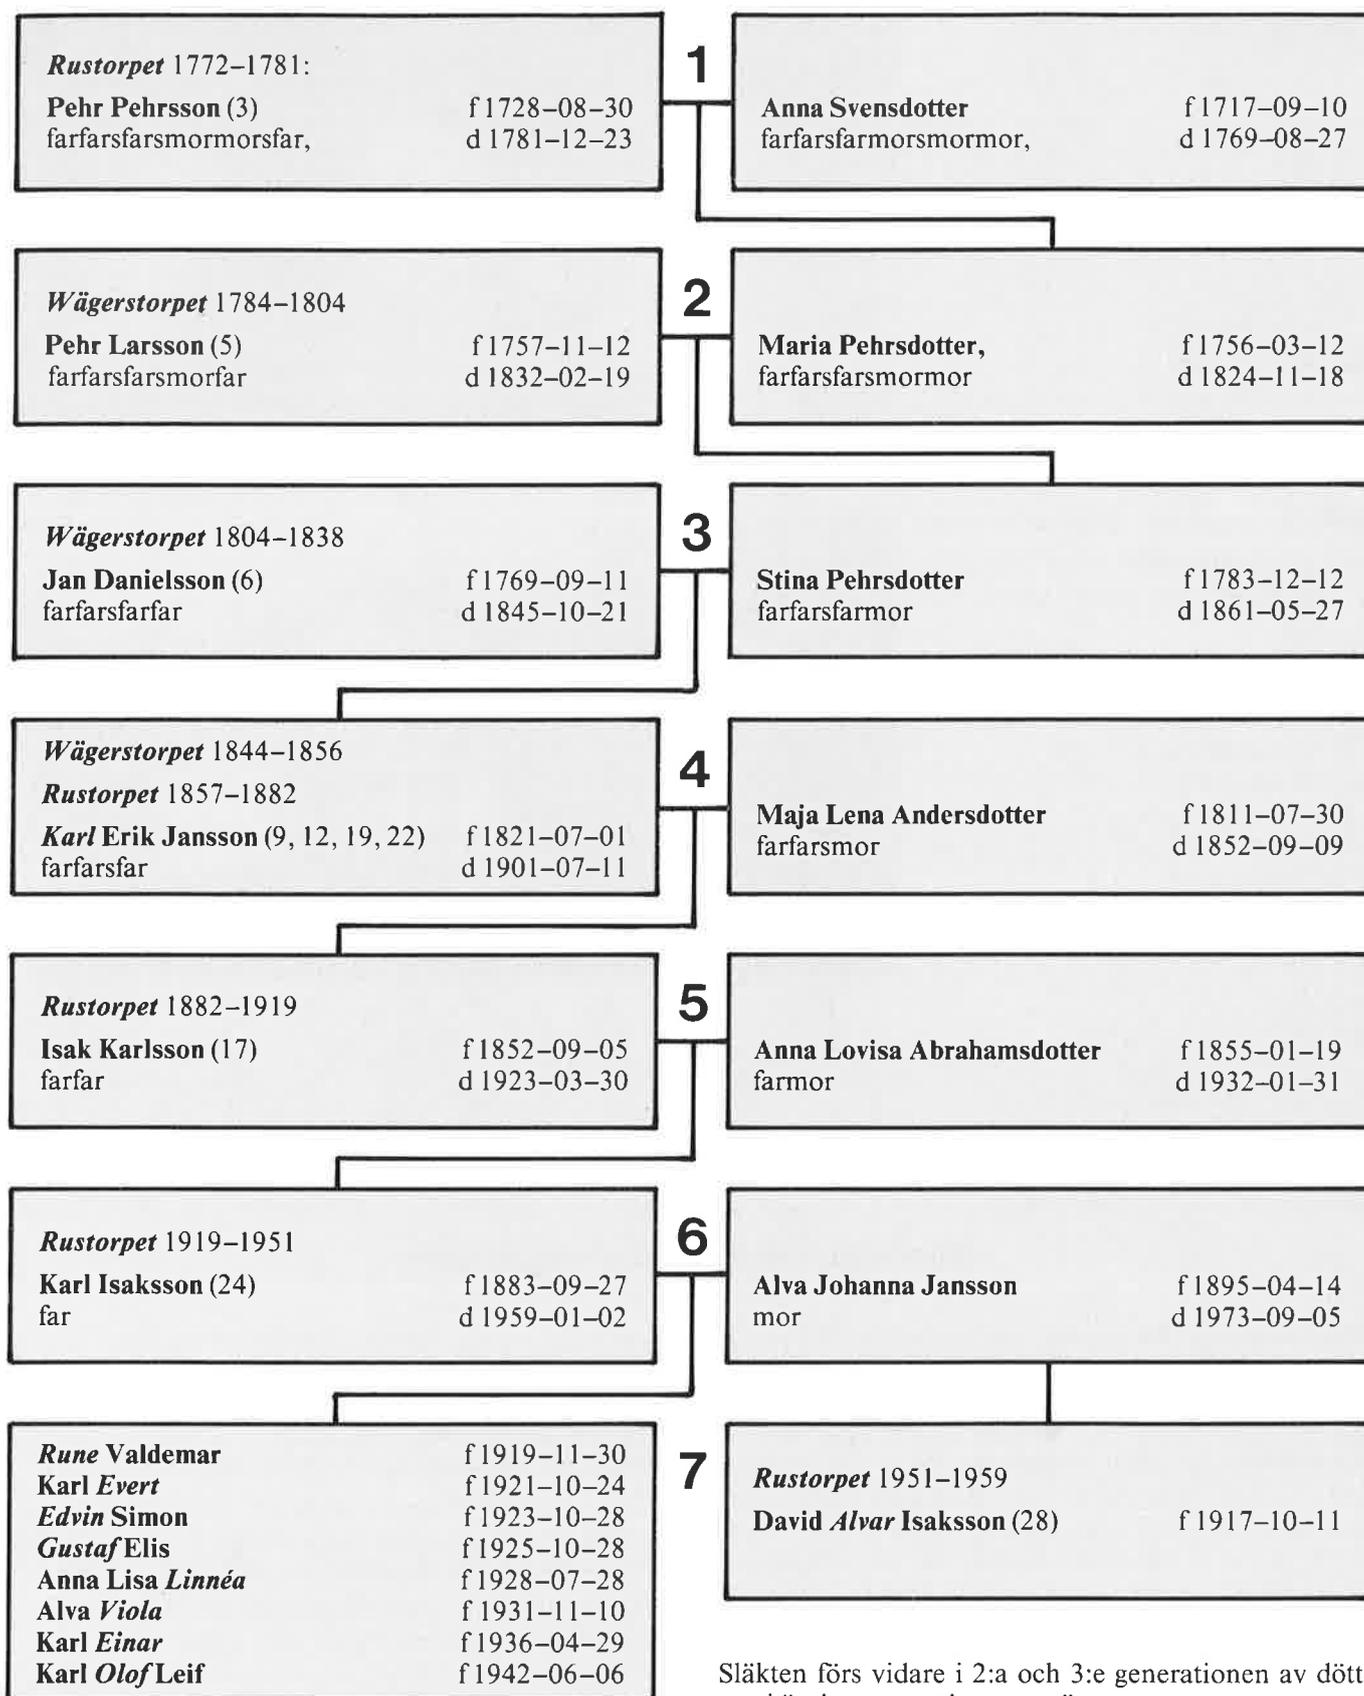 Rustorpet 1772–1781:
Pehr Pehrsson (3) f 1728–08–30
farfarsfarsmormorsfar, d 1781–12–23
1
Anna Svensdotter f 1717–09–10
farfarsfarmorsmormor, d 1769–08–27
Wägerstorpet 1784–1804
Pehr Larsson (5) f 1757–11–12
farfarsfarsmorfar d 1832–02–19
2
Maria Pehrsdotter, f 1756–03–12
farfarsfarsmormor d 1824–11–18
Wägerstorpet 1804–1838
Jan Danielsson (6) f 1769–09–11
farfarsfarfar d 1845–10–21
3
Stina Pehrsdotter f 1783–12–12
farfarsfarmor d 1861–05–27
Wägerstorpet 1844–1856
Rustorpet 1857–1882
Karl Erik Jansson (9, 12, 19, 22) f 1821–07–01
farfarsfar d 1901–07–11
4
Maja Lena Andersdotter f 1811–07–30
farfarsmor d 1852–09–09
Rustorpet 1882–1919
Isak Karlsson (17) f 1852–09–05
farfar d 1923–03–30
5
Anna Lovisa Abrahamsdotter f 1855–01–19
farmor d 1932–01–31
Rustorpet 1919–1951
Karl Isaksson (24) f 1883–09–27
far d 1959–01–02
6
Alva Johanna Jansson f 1895–04–14
mor d 1973–09–05
Rune Valdemar f 1919–11–30
Karl Evert f 1921–10–24
Edvin Simon f 1923–10–28
Gustaf Elis f 1925–10–28
Anna Lisa Linnéa f 1928–07–28
Alva Viola f 1931–11–10
Karl Einar f 1936–04–29
Karl Olof Leif f 1942–06–06
7
Rustorpet 1951–1959
David Alvar Isaksson (28) f 1917–10–11
Släkten förs vidare i 2:a och 3:e generationen av dött